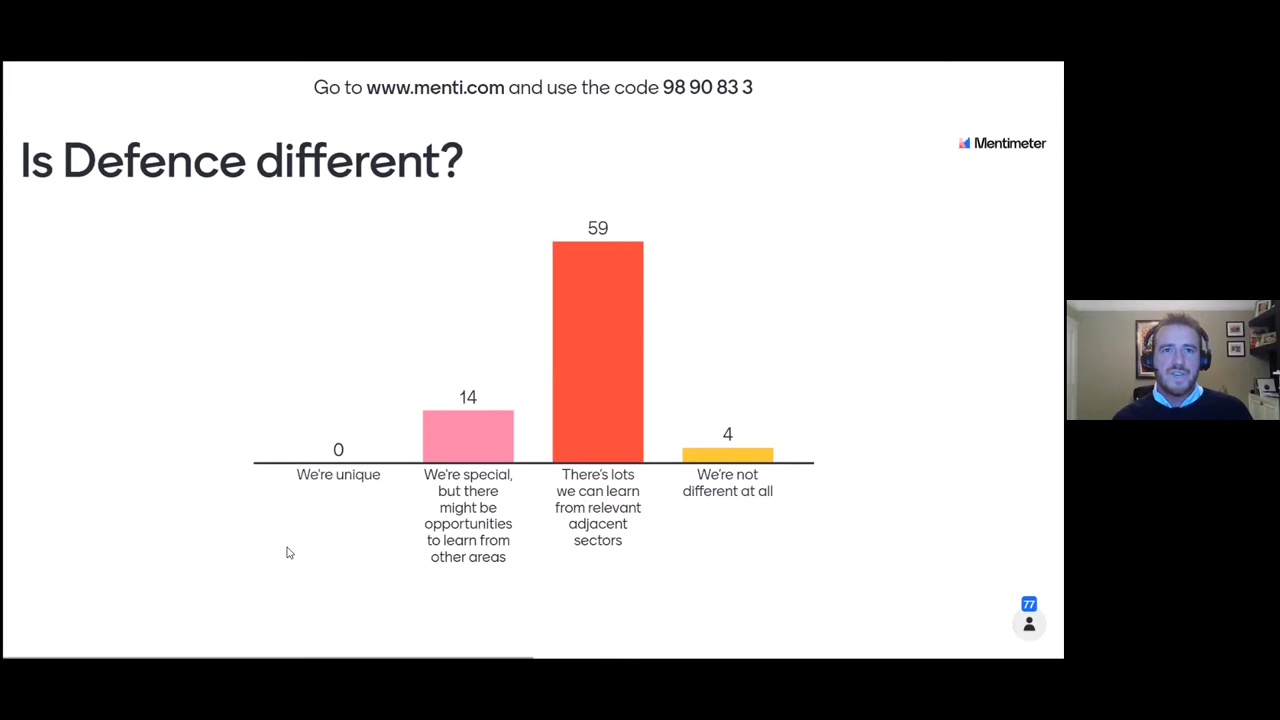 Go to www.menti.com and use the code 98 90 83 3
Is Defence different?
Mentimeter
59
14
4
0
We're unique
We're special,
but there
might be
opportunities
to learn from
other areas
There's lots
we can learn
from relevant
adjacent
sectors
We're not
different at all
77